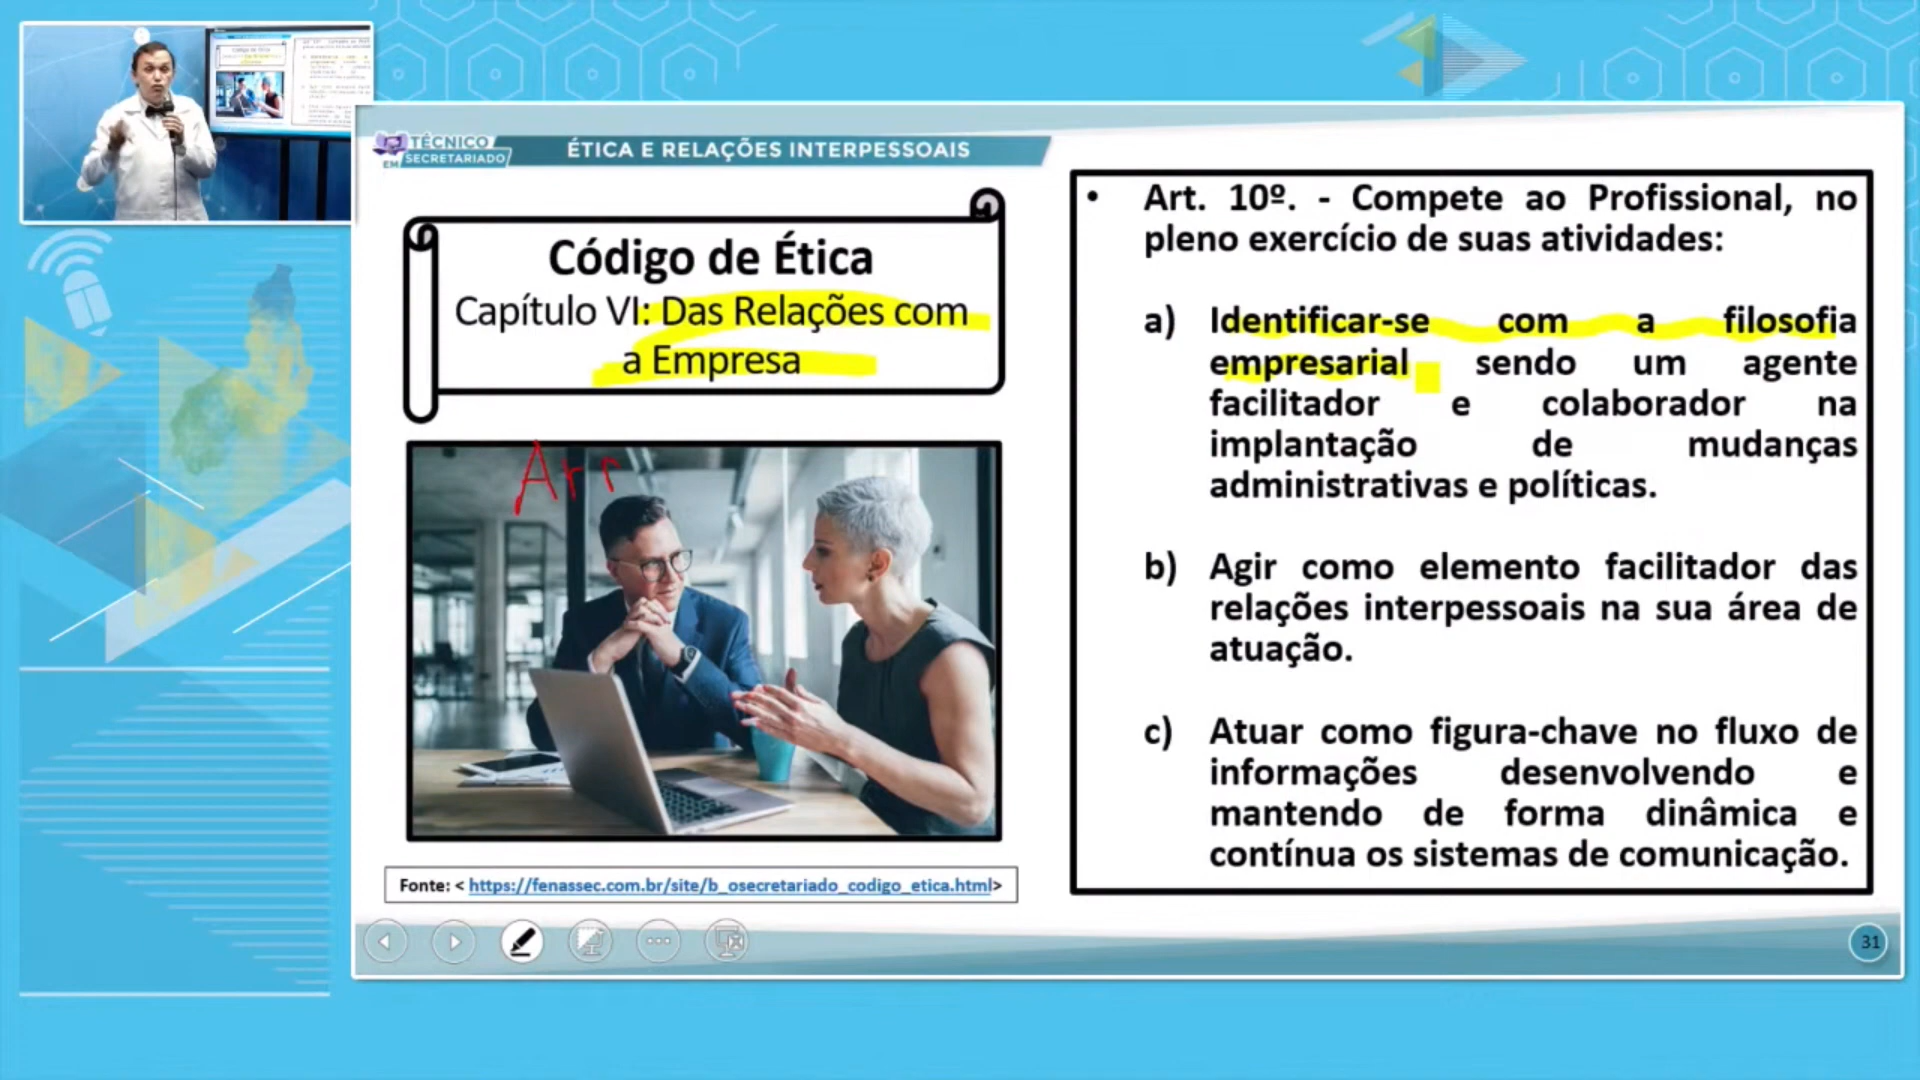 TÉCNICO
EM SECRETARIADO
ÉTICA E RELAÇÕES INTERPESSOAIS
Código de Ética
Capítulo VI: Das Relações com
a Empresa
Arr
Fonte: < https://fenassec.com.br/site/b_osecretariado_codigo_etica.html>
• Art. 10º. - Compete ao Profissional, no
pleno exercício de suas atividades:
a) Identificar-se com a filosofia
empresarial sendo um agente
facilitador e colaborador na
implantação de mudanças
administrativas e políticas.
b) Agir como elemento facilitador das
relações interpessoais na sua área de
atuação.
c) Atuar como figura-chave no fluxo de
informações desenvolvendo e
mantendo de forma dinâmica e
contínua os sistemas de comunicação.
31